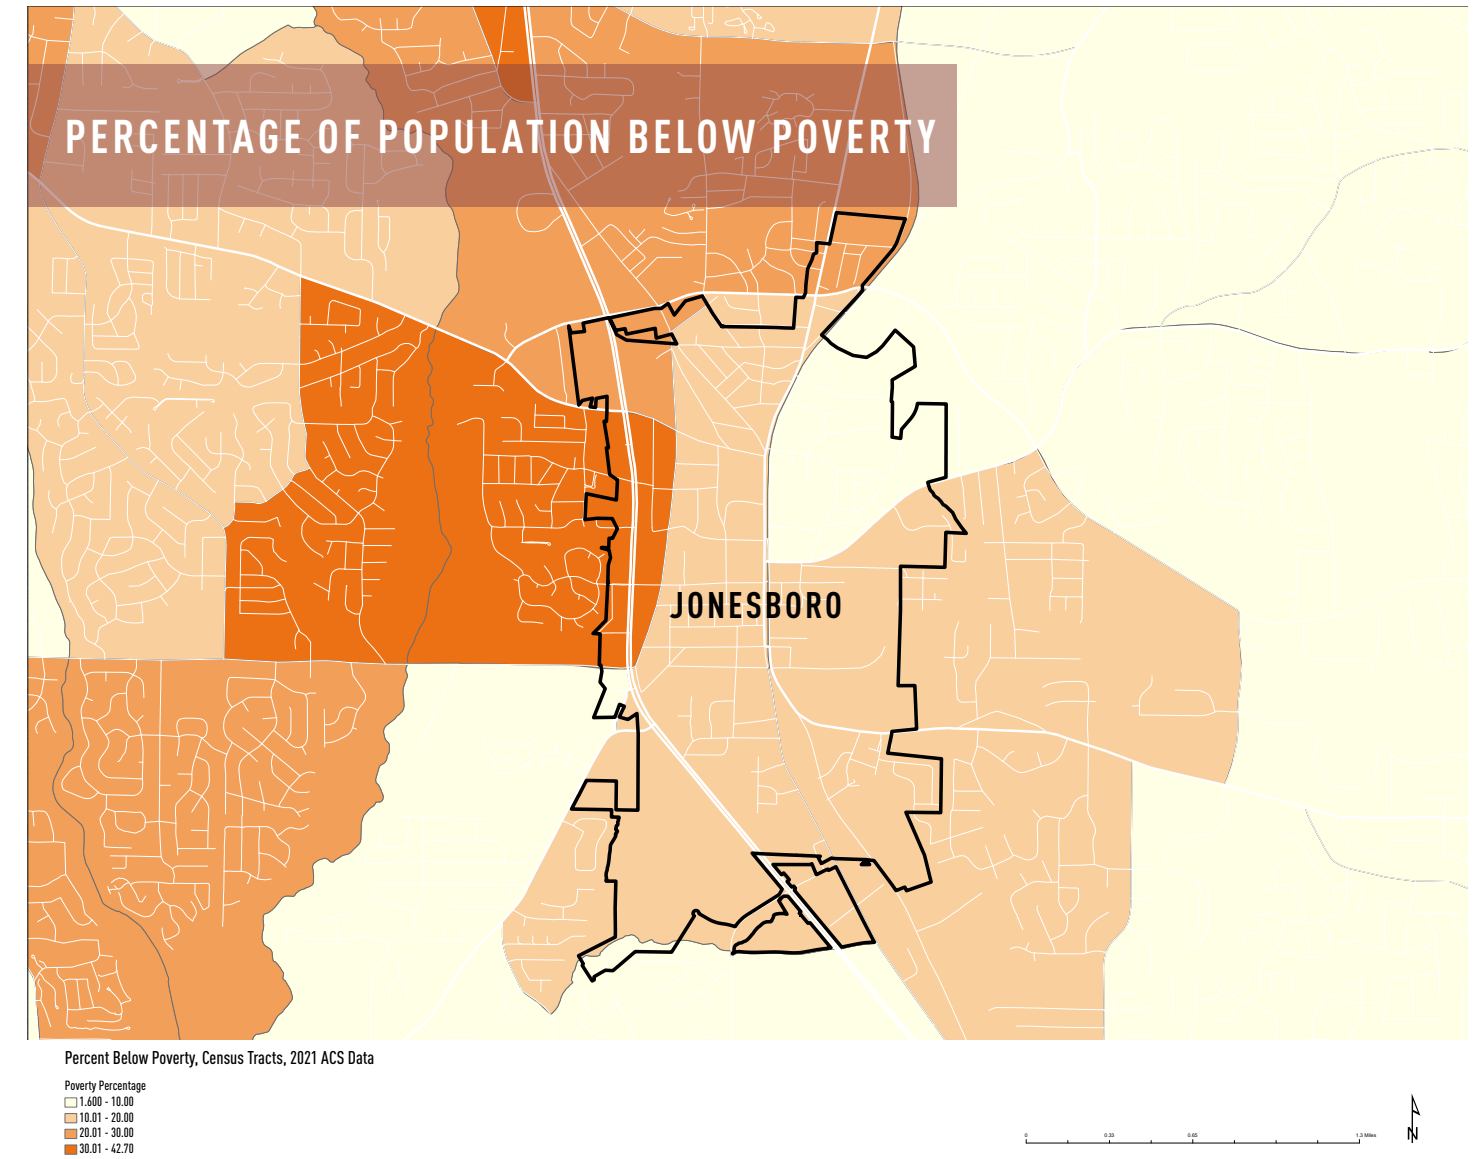 PERCENTAGE OF POPULATION BELOW POVERTY
JONESBORO
Percent Below Poverty, Census Tracts, 2021 ACS Data
Poverty Percentage
1.600 - 10.00
10.01 - 20.00
20.01 - 30.00
30.01 - 42.70
0 0.33 0.65 1.3 Miles
N